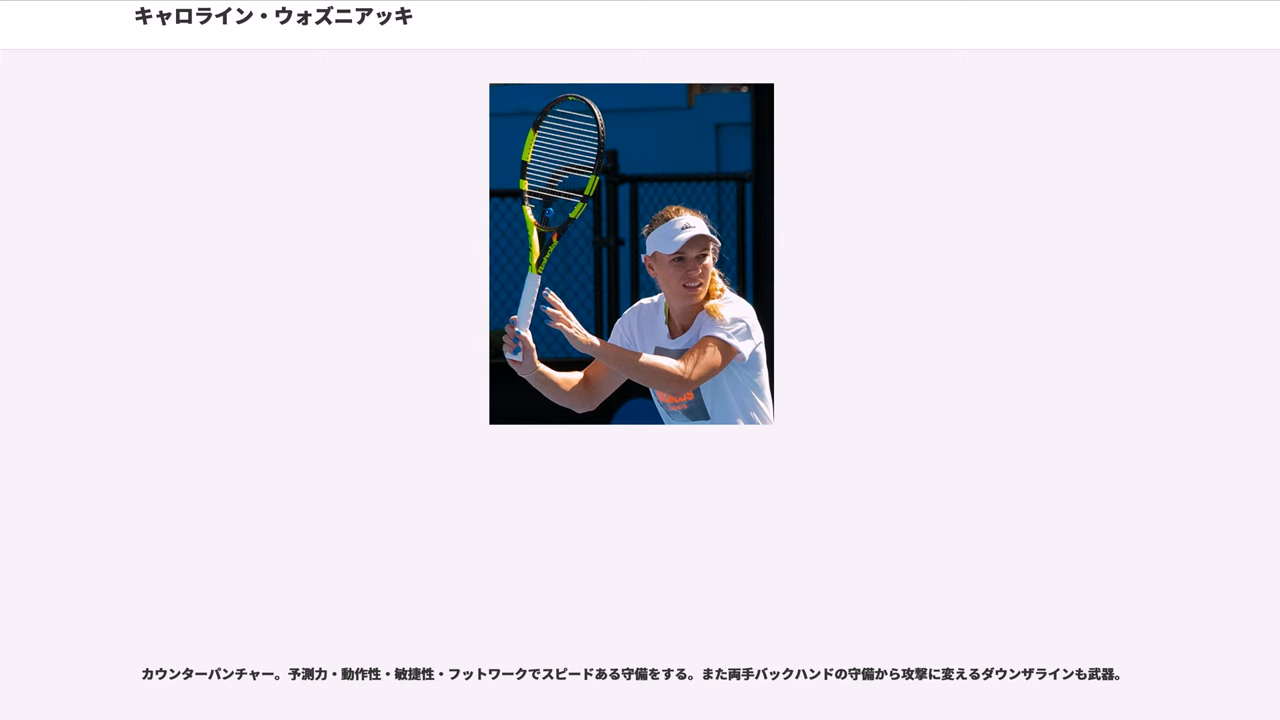 キャロライン・ウォズニアッキ
Babolat
カウンターパンチャー。予測力・動作性・敏捷性・フットワークでスピードある守備をする。また両手バックハンドの守備から攻撃に変えるダウンザラインも武器。